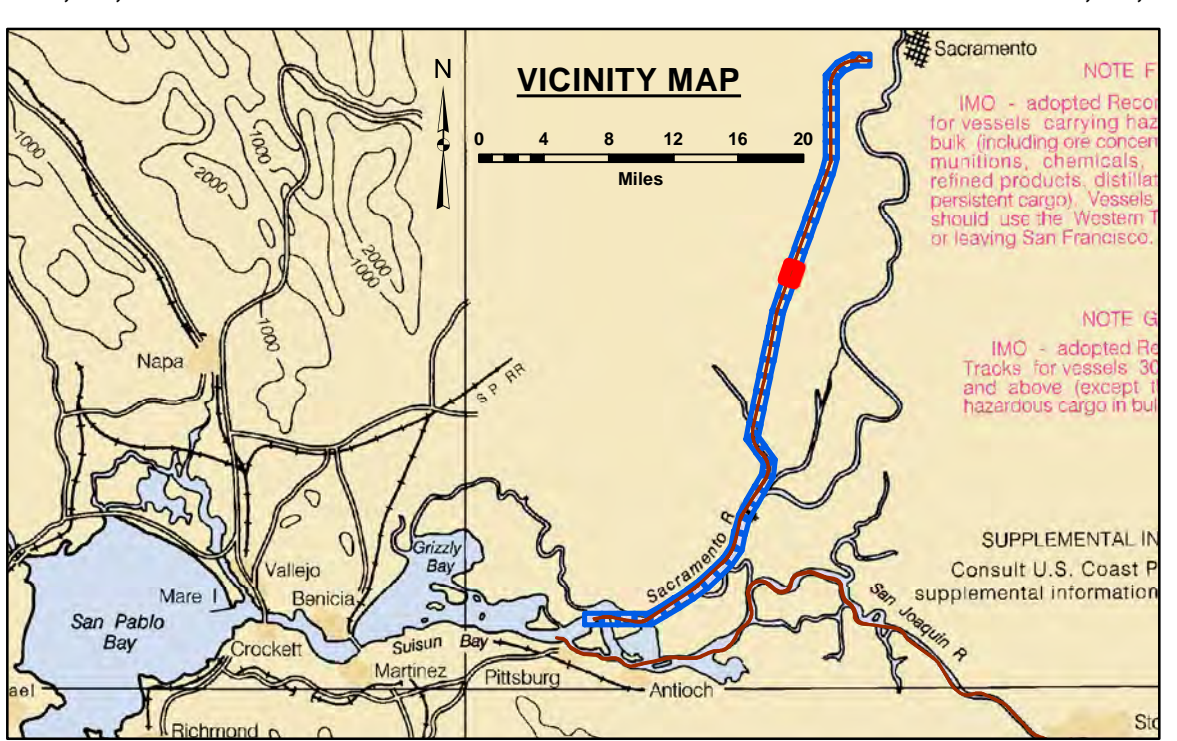 Sacramento
NOTE F
N
VICINITY MAP
IMO - adopted Recor
for vessels carrying haz
bulk (including ore concen
munitions, chemicals,
refined products, distillat
persistent cargo). Vessels
should use the Western T
or leaving San Francisco.
0 4 8 12 16 20
Miles
1000
1000
2000
2000
1000
1000
NOTE G
IMO - adopted Re
Tracks for vessels 30
and above (except t
hazardous cargo in bul
Napa
S P RR
Sacramento R
SUPPLEMENTAL IN
Consult U.S. Coast P
supplemental information
Grizzly
Bay
Vallejo
Mare I
Benicia
San Pablo
Bay
San Joaquin R
Crockett
Suisun Bay
Martinez
Pittsburg
Antioch
ael
Richmond
Sto